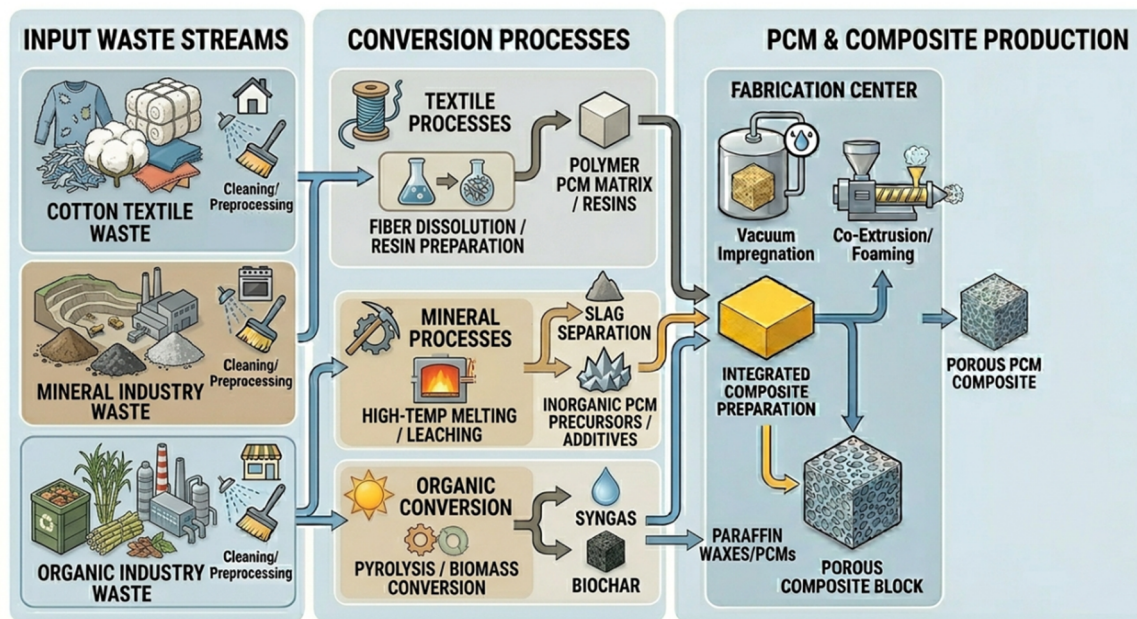 INPUT WASTE STREAMS
Cleaning/
Preprocessing
COTTON TEXTILE
WASTE
Cleaning/
Preprocessing
MINERAL INDUSTRY
WASTE
Cleaning/
Preprocessing
ORGANIC INDUSTRY
WASTE
CONVERSION PROCESSES
TEXTILE
PROCESSES
FIBER DISSOLUTION /
RESIN PREPARATION
POLYMER
PCM MATRIX
/ RESINS
MINERAL
PROCESSES
HIGH-TEMP MELTING
/ LEACHING
SLAG
SEPARATION
INORGANIC PCM
PRECURSORS /
ADDITIVES
ORGANIC
CONVERSION
PYROLYSIS / BIOMASS
CONVERSION
SYNGAS
BIOCHAR
PCM & COMPOSITE PRODUCTION
FABRICATION CENTER
Vacuum
Impregnation
Co-Extrusion/
Foaming
INTEGRATED
COMPOSITE
PREPARATION
PARAFFIN
WAXES/PCMs
POROUS
COMPOSITE BLOCK
POROUS PCM
COMPOSITE